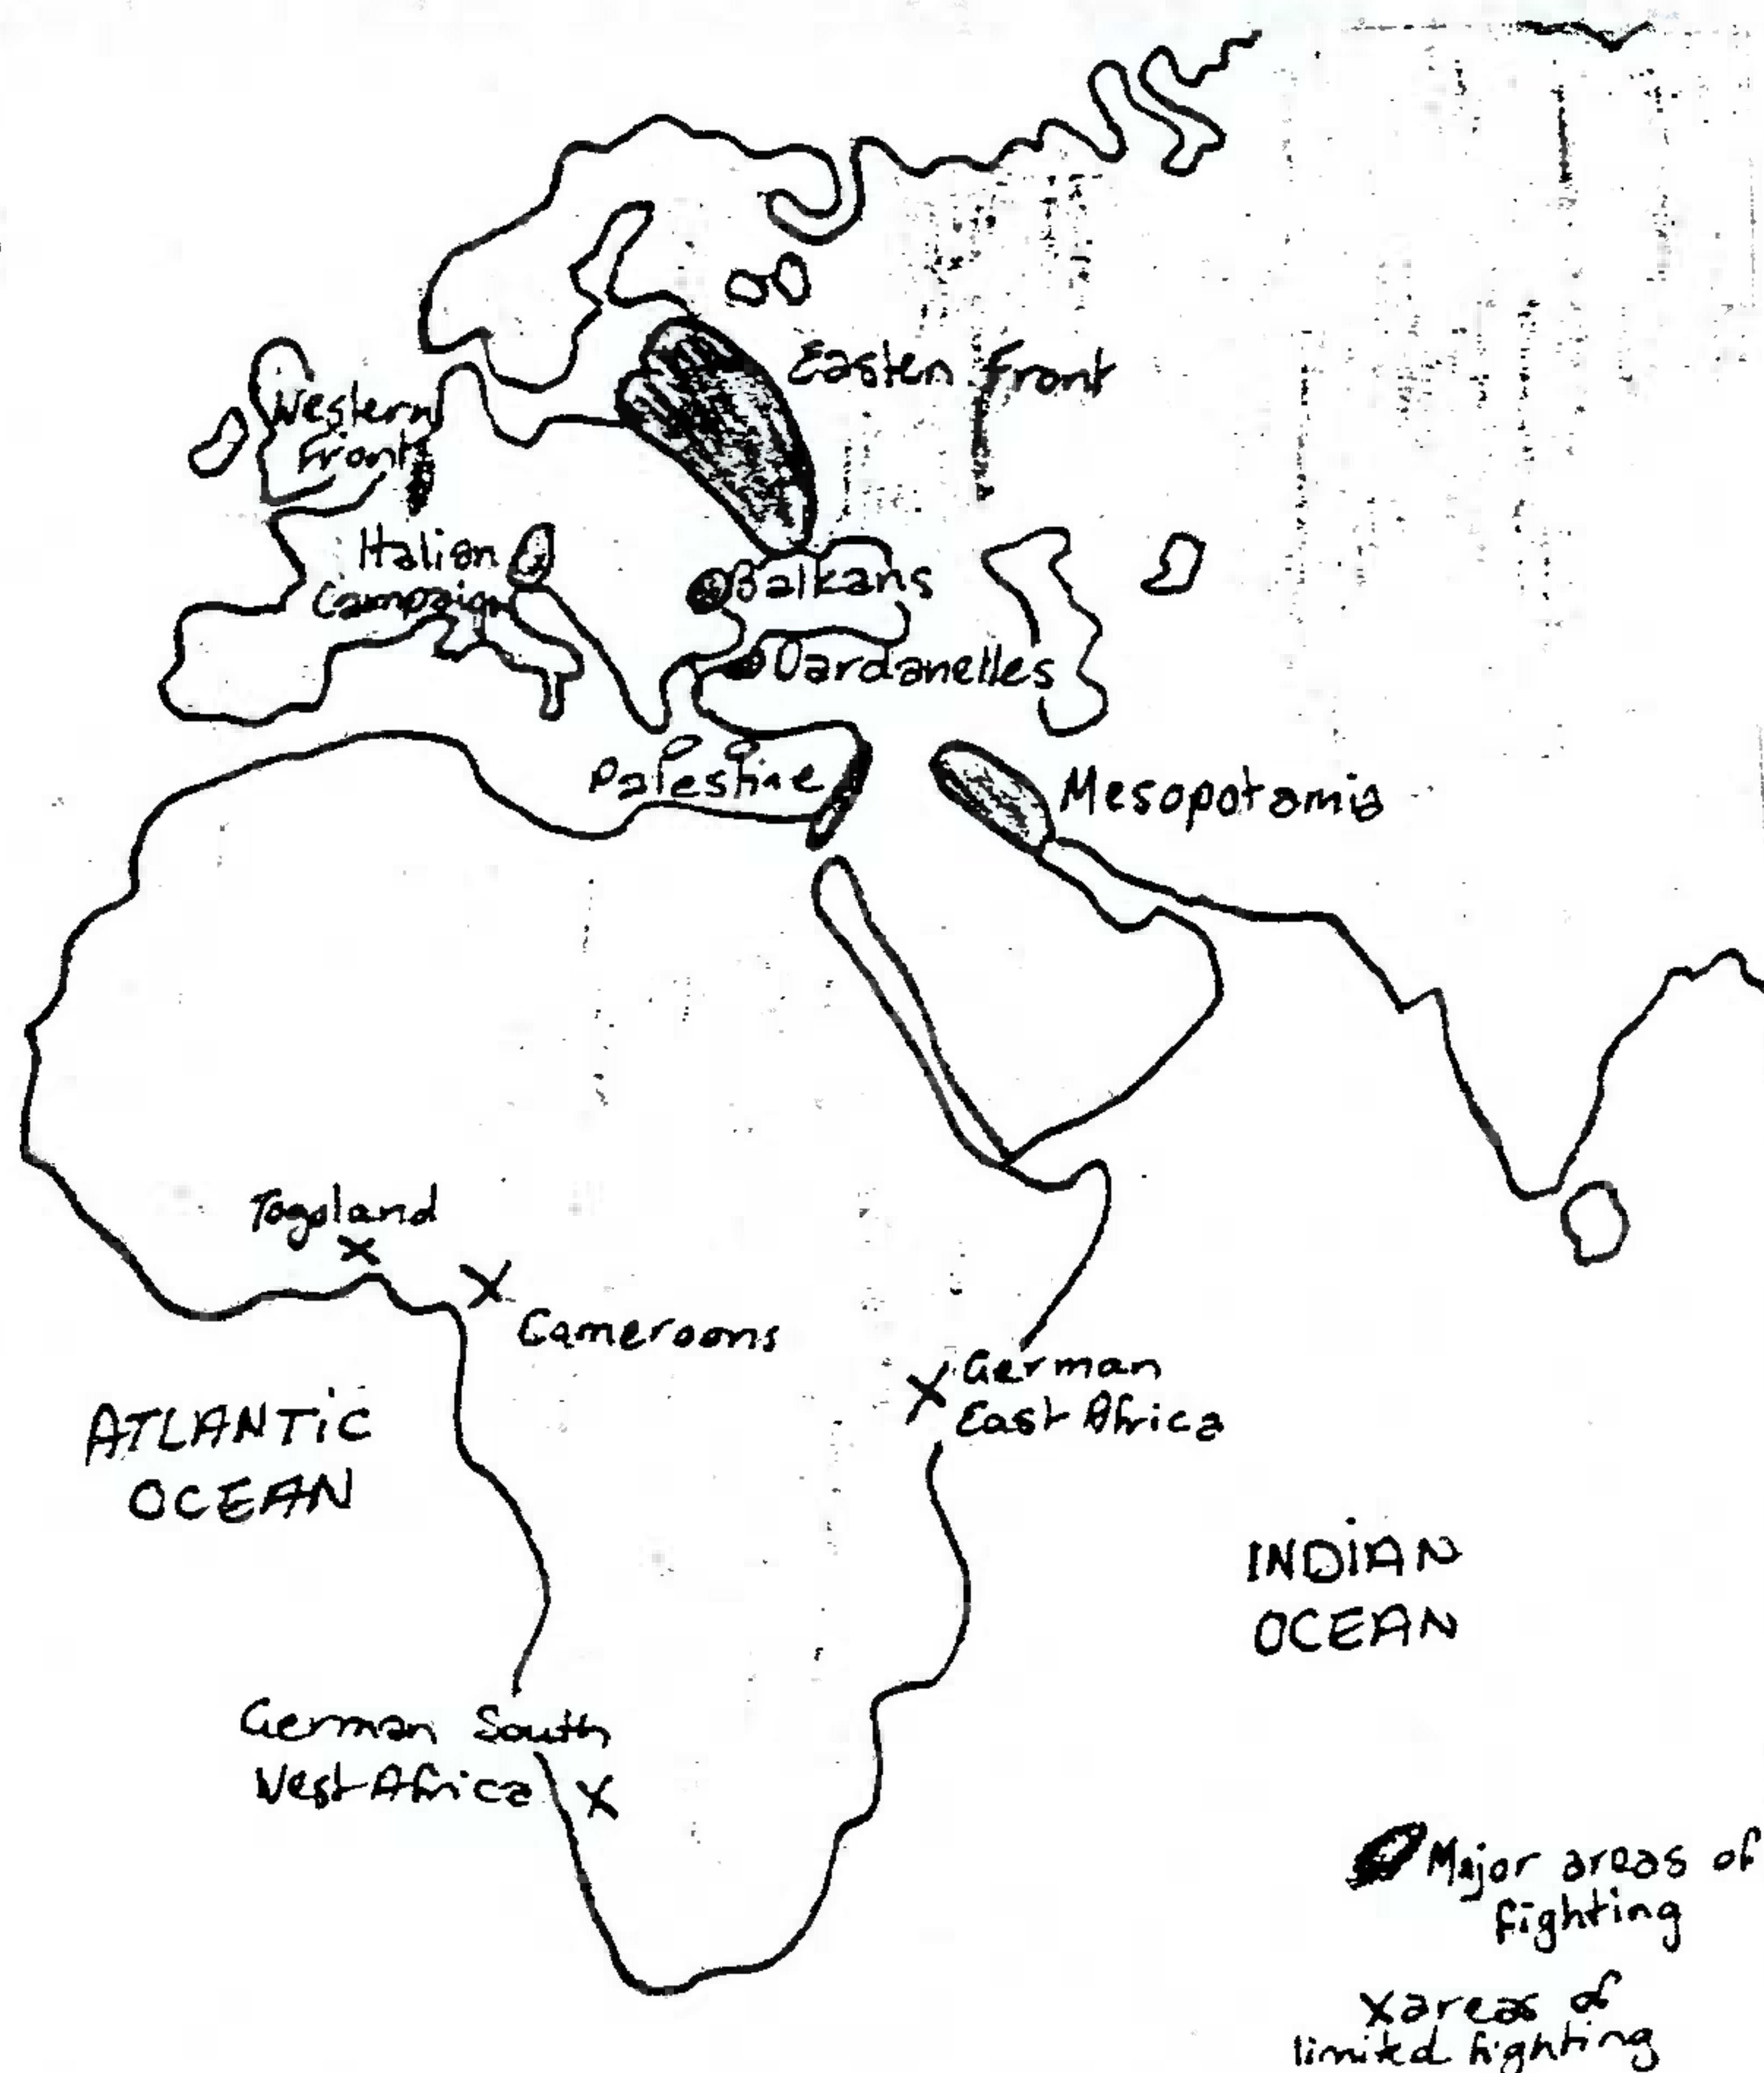 Easten Front
Western
Front
Italian
Campaign
Balkans
Dardanelles
Palestine
Mesopotamia
Togoland
X
X
Cameroons
X German
East Africa
ATLANTIC
OCEAN
INDIAN
OCEAN
German South
West Africa X
Major areas of
fighting
X areas of
limited fighting